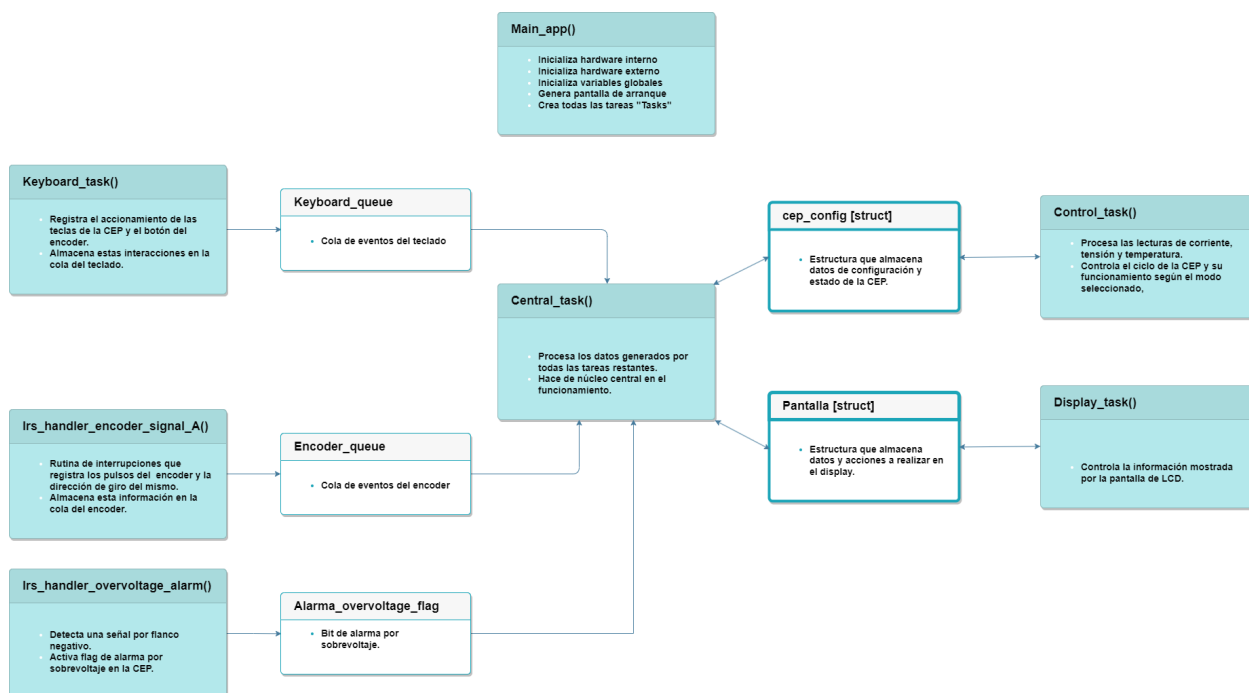 Main_app()
Inicializa hardware interno
Inicializa hardware externo
Inicializa variables globales
Genera pantalla de arranque
Crea todas las tareas "Tasks"
Keyboard_task()
Registra el accionamiento de las
teclas de la CEP y el botón del
encoder.
Almacena estas interacciones en la
cola del teclado.
Keyboard_queue
Cola de eventos del teclado
cep_config [struct]
Estructura que almacena
datos de configuración y
estado de la CEP.
Control_task()
Procesa las lecturas de corriente,
tensión y temperatura.
Controla el ciclo de la CEP y su
funcionamiento según el modo
seleccionado,
Central_task()
Procesa los datos generados por
todas las tareas restantes.
Hace de núcleo central en el
funcionamiento.
Irs_handler_encoder_signal_A()
Rutina de interrupciones que
registra los pulsos del encoder y la
dirección de giro del mismo.
Almacena esta información en la
cola del encoder.
Encoder_queue
Cola de eventos del encoder
Pantalla [struct]
Estructura que almacena
datos y acciones a realizar en
el display.
Display_task()
Controla la información mostrada
por la pantalla de LCD.
Irs_handler_overvoltage_alarm()
Detecta una señal por flanco
negativo.
Activa flag de alarma por
sobrevoltaje en la CEP.
Alarma_overvoltage_flag
Bit de alarma por
sobrevoltaje.